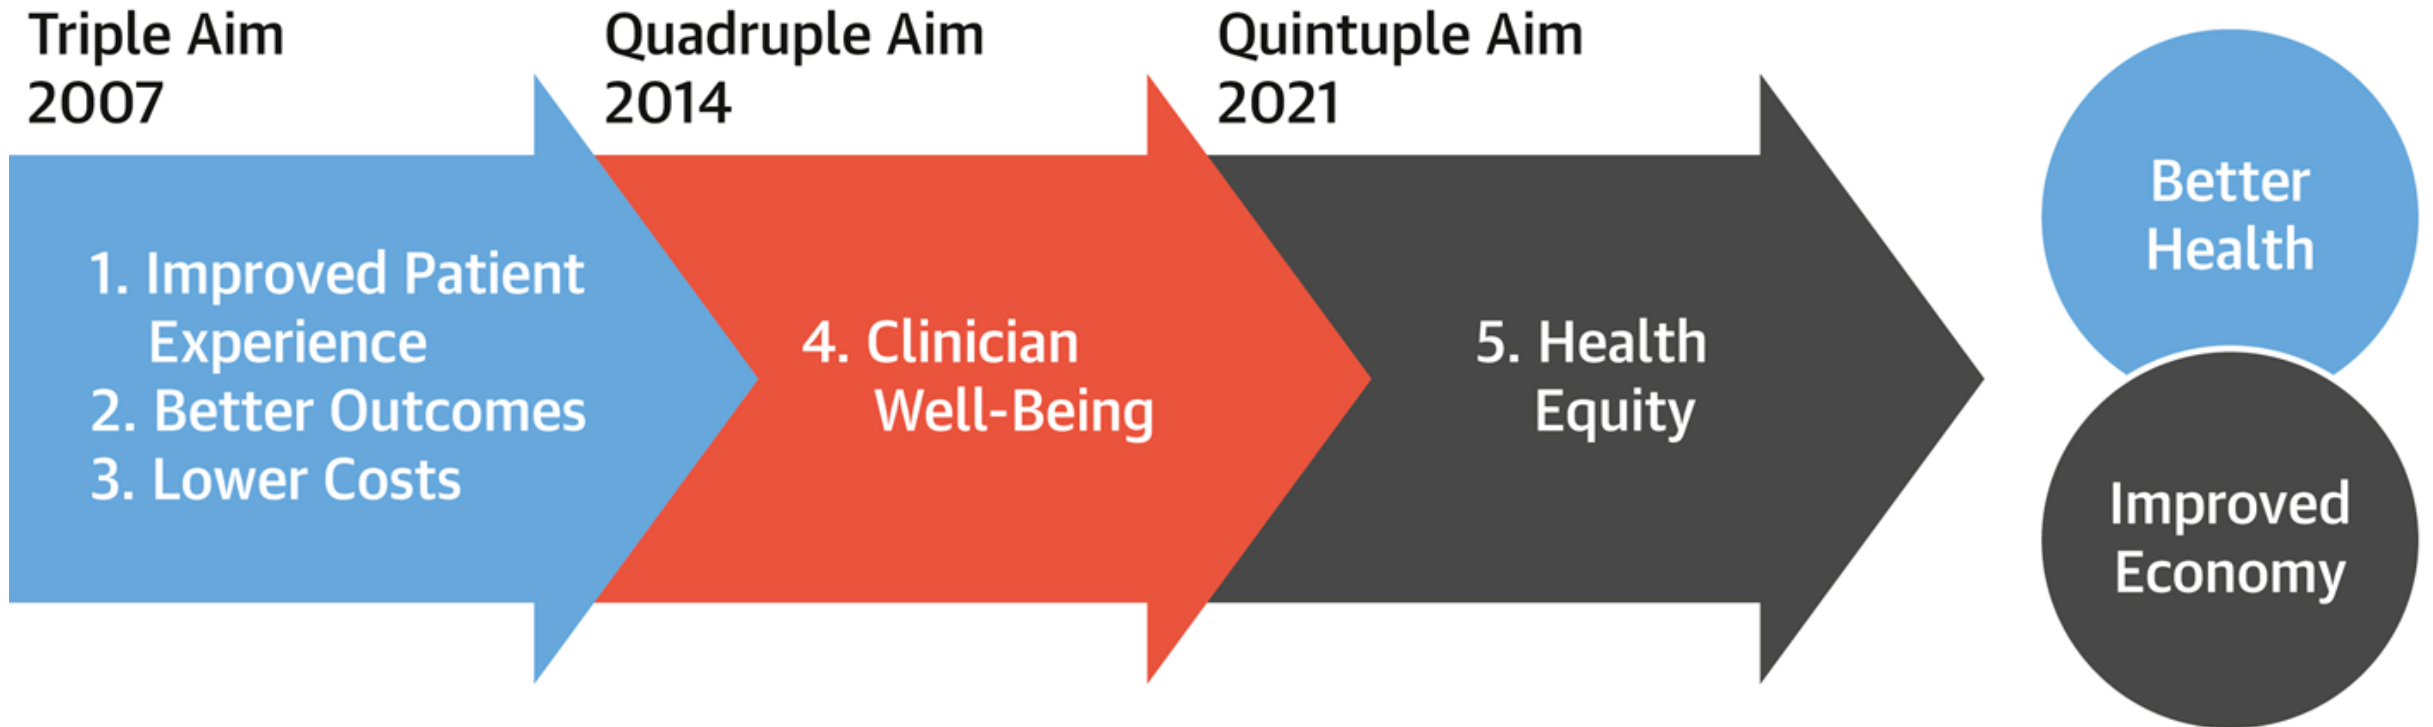 Triple Aim
2007
Quadruple Aim
2014
Quintuple Aim
2021
1. Improved Patient
Experience
2. Better Outcomes
3. Lower Costs
4. Clinician
Well-Being
5. Health
Equity
Better
Health
Improved
Economy